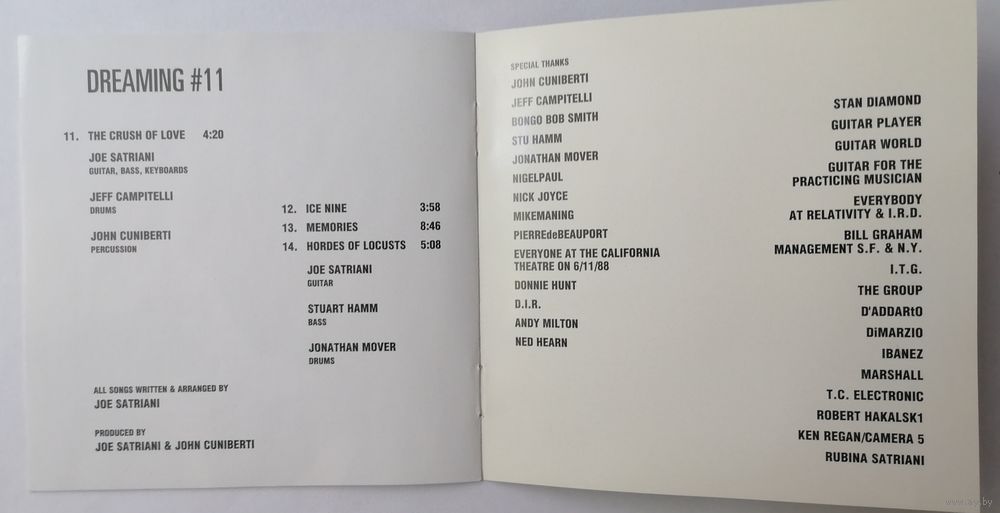 DREAMING #11
11. THE CRUSH OF LOVE 4:20
JOE SATRIANI
GUITAR, BASS, KEYBOARDS
JEFF CAMPITELLI
DRUMS
JOHN CUNIBERTI
PERCUSSION
12. ICE NINE 3:58
13. MEMORIES 8:46
14. HORDES OF LOCUSTS 5:08
JOE SATRIANI
GUITAR
STUART HAMM
BASS
JONATHAN MOVER
DRUMS
ALL SONGS WRITTEN & ARRANGED BY
JOE SATRIANI
PRODUCED BY
JOE SATRIANI & JOHN CUNIBERTI
SPECIAL THANKS
JOHN CUNIBERTI
JEFF CAMPITELLI
BONGO BOB SMITH
STU HAMM
JONATHAN MOVER
NIGELPAUL
NICK JOYCE
MIKEMANING
PIERREdeBEAUPORT
EVERYONE AT THE CALIFORNIA
THEATRE ON 6/11/88
DONNIE HUNT
D.I.R.
ANDY MILTON
NED HEARN
STAN DIAMOND
GUITAR PLAYER
GUITAR WORLD
GUITAR FOR THE
PRACTICING MUSICIAN
EVERYBODY
AT RELATIVITY & I.R.D.
BILL GRAHAM
MANAGEMENT S.F. & N.Y.
I.T.G.
THE GROUP
D'ADDARtO
DiMARZIO
IBANEZ
MARSHALL
T.C. ELECTRONIC
ROBERT HAKALSK1
KEN REGAN/CAMERA 5
RUBINA SATRIANI